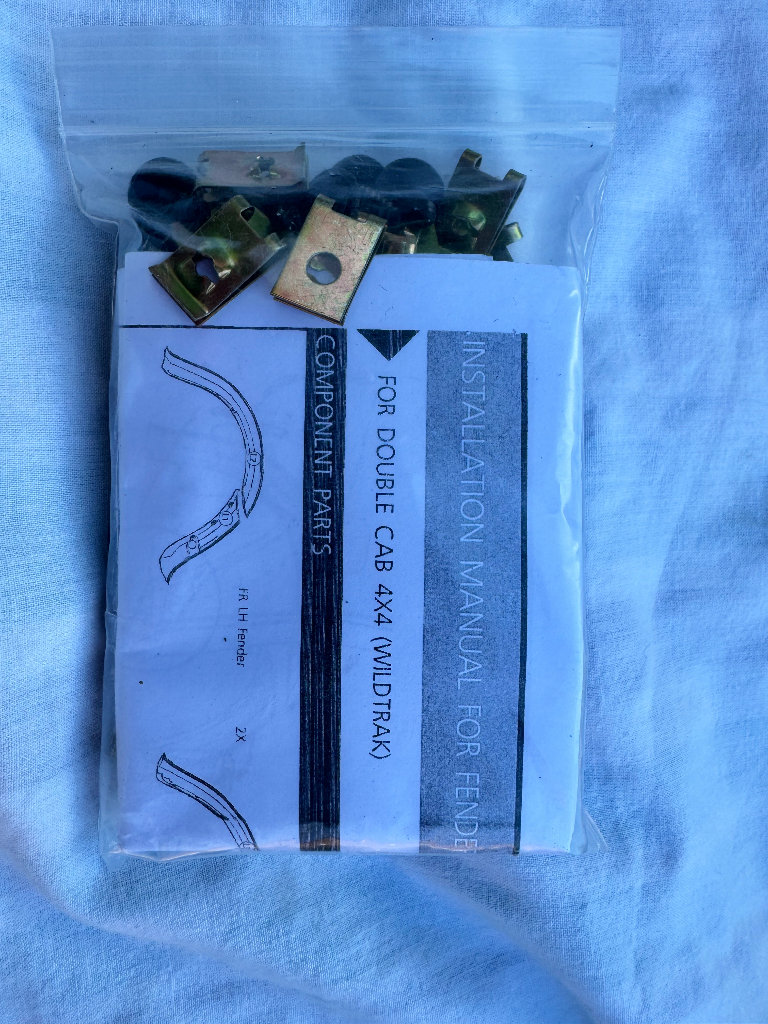 INSTALLATION MANUAL FOR FENDE
FOR DOUBLE CAB 4X4 (WILDTRAK)
COMPONENT PARTS
FR LH Fender 2X